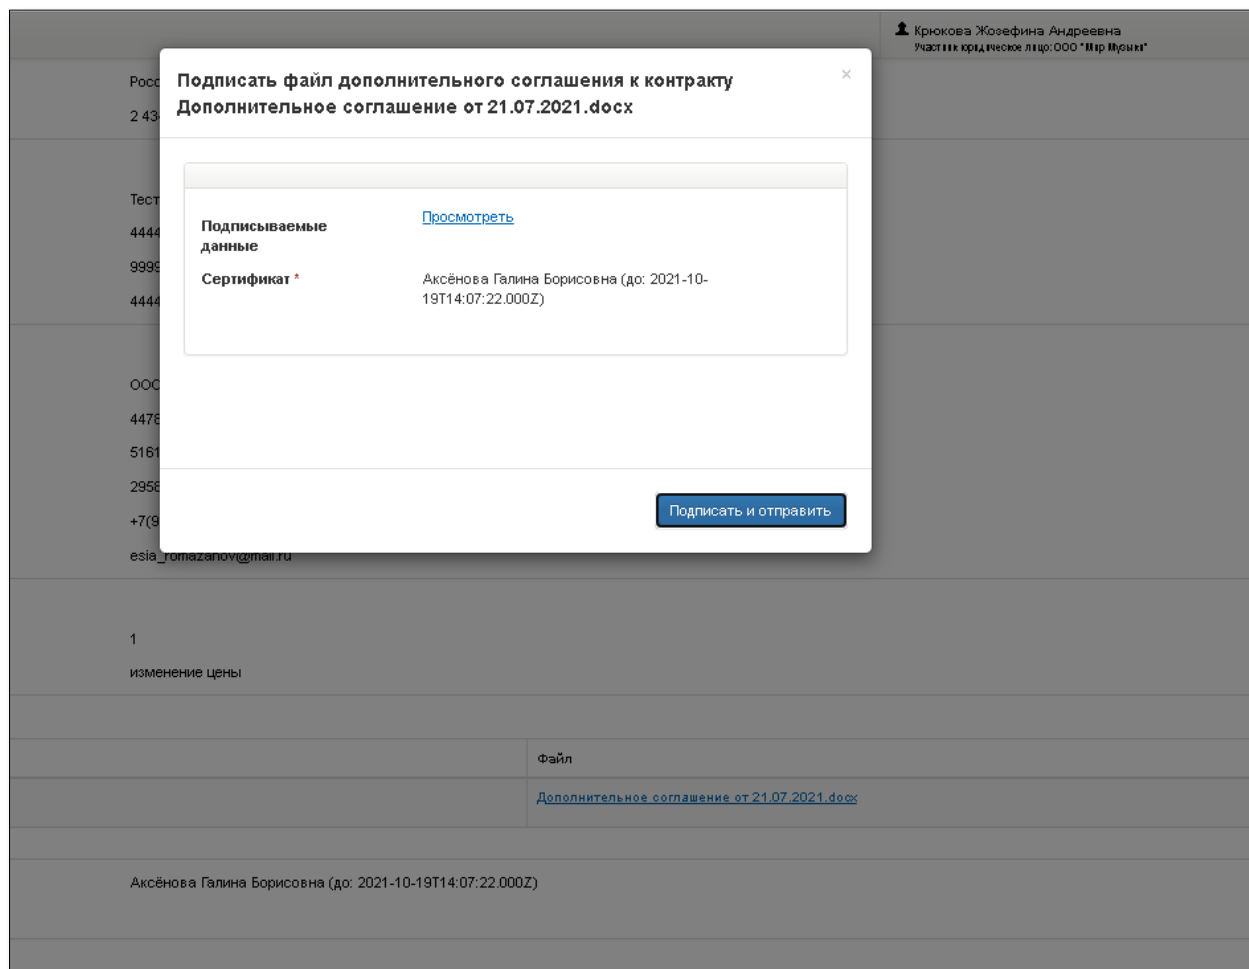 Крюкова Жозефина Андреевна
Участник юридическое лицо: ООО "Мир Музыки"
Подписать файл дополнительного соглашения к контракту
Дополнительное соглашение от 21.07.2021.docx
×
Росс
2 43
Подписываемые
данные
Просмотреть
Сертификат *
Аксёнова Галина Борисовна (до: 2021-10-
19T14:07:22.000Z)
Тест
4444
9999
4444
ООО
4478
5161
2958
+7(9
Подписать и отправить
esia_romazanov@mail.ru
1
изменение цены
Файл
Дополнительное соглашение от 21.07.2021.docx
Аксёнова Галина Борисовна (до: 2021-10-19T14:07:22.000Z)